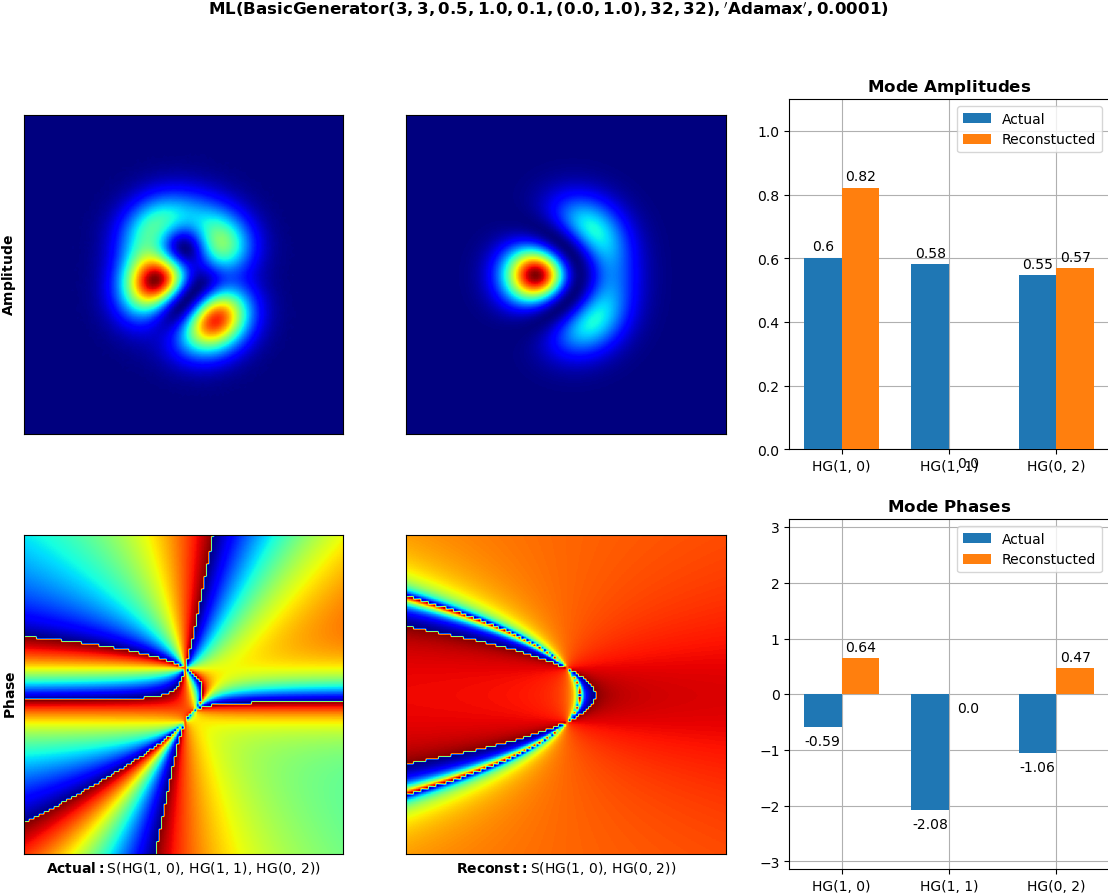 ML(BasicGenerator(3, 3, 0.5, 1.0, 0.1, (0.0, 1.0), 32, 32), ′Adamax′, 0.0001)
Amplitude
Mode Amplitudes
Actual
Reconstucted
1.0
0.8
0.6
0.4
0.2
0.0
0.6
0.82
0.58
0.0
0.55
0.57
HG(1, 0)
HG(1, 1)
HG(0, 2)
Phase
Actual:S(HG(1, 0), HG(1, 1), HG(0, 2))
Reconst:S(HG(1, 0), HG(0, 2))
Mode Phases
Actual
Reconstucted
3
2
1
0
−1
−2
−3
-0.59
0.64
-2.08
0.0
-1.06
0.47
HG(1, 0)
HG(1, 1)
HG(0, 2)